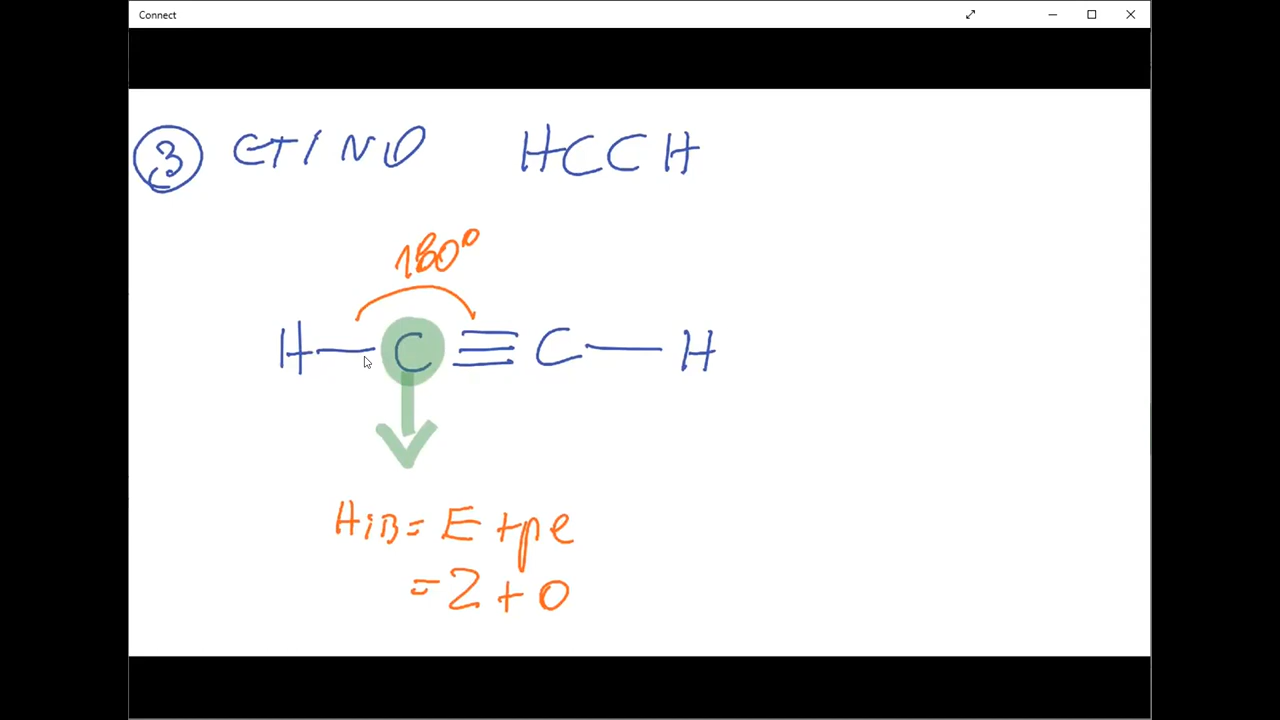 Connect
3 ETINO HCCH
180°
H-C≡C-H
HiB= E +pe
=2+0